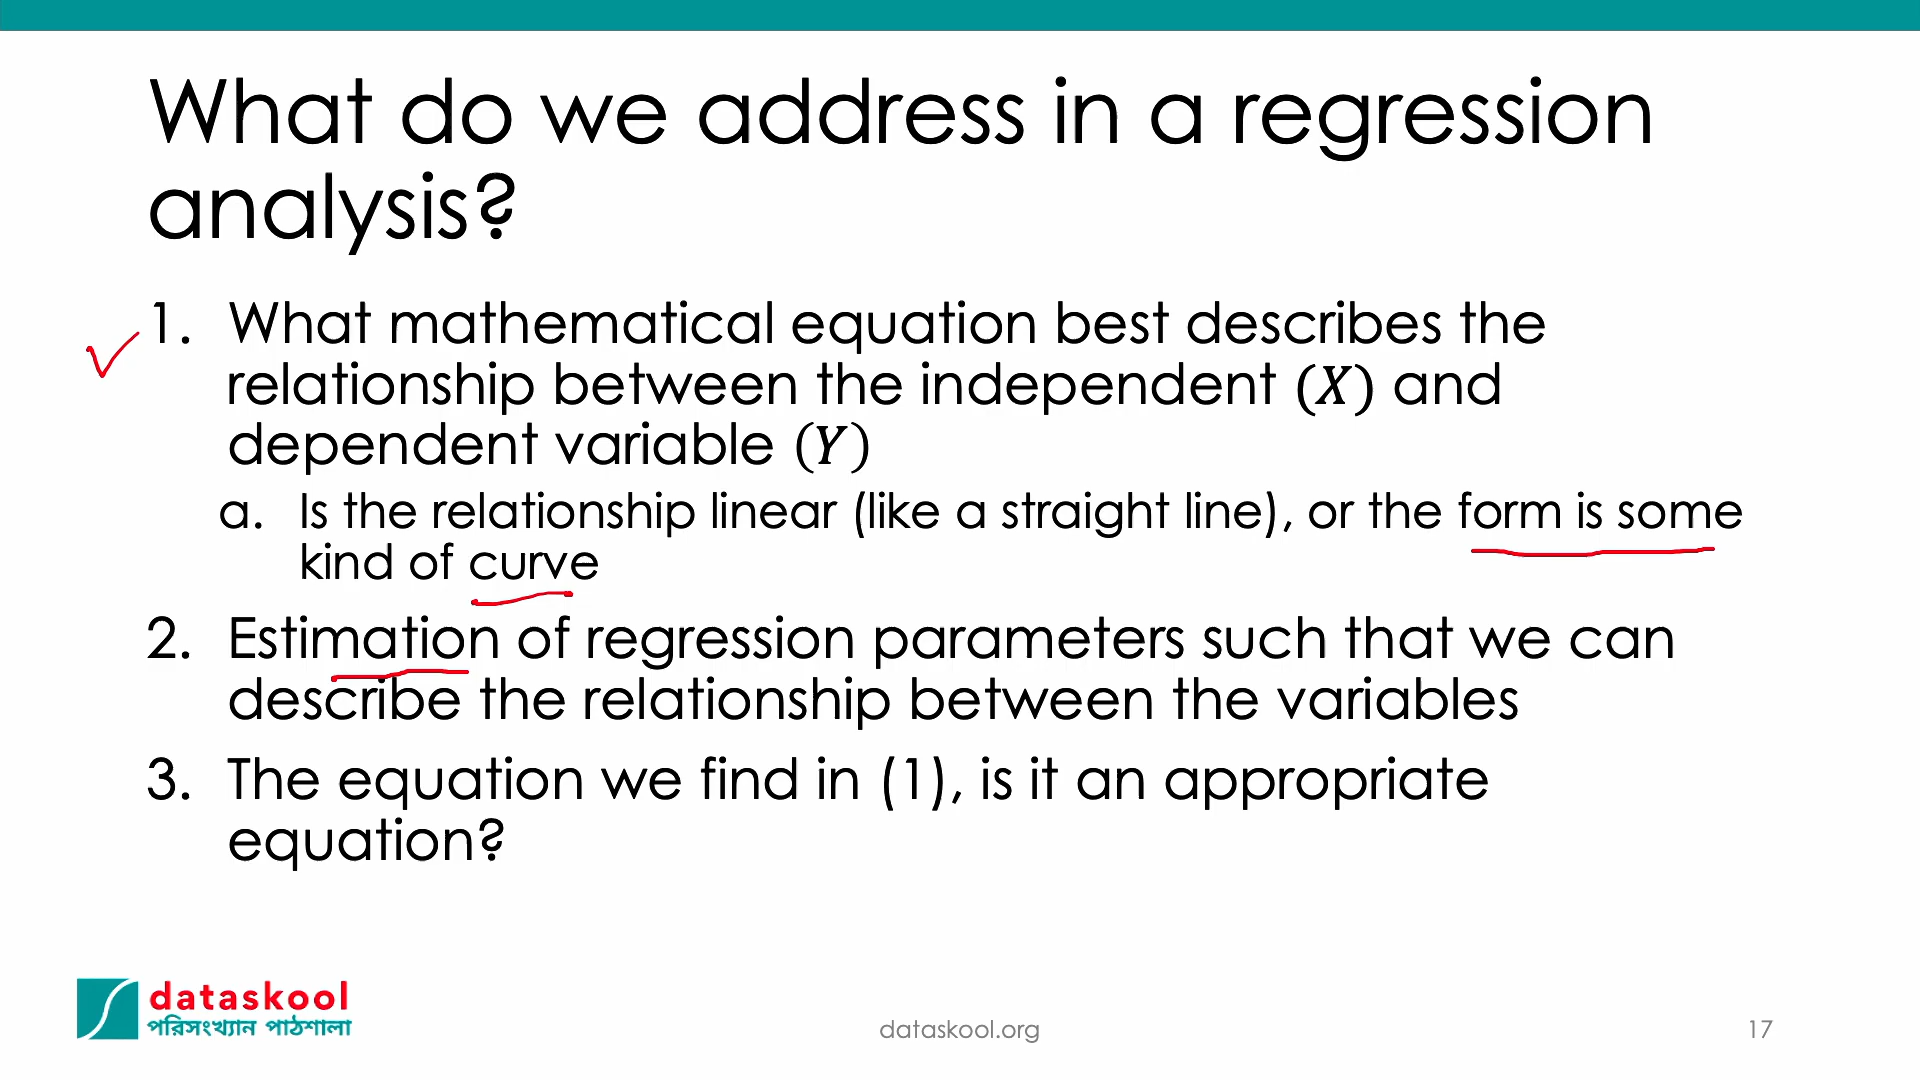 What do we address in a regression
analysis?
1. What mathematical equation best describes the
relationship between the independent (X) and
dependent variable (Y)
a. Is the relationship linear (like a straight line), or the form is some
kind of curve
2. Estimation of regression parameters such that we can
describe the relationship between the variables
3. The equation we find in (1), is it an appropriate
equation?
dataskool
পরিসংখ্যান পাঠশালা
dataskool.org
17